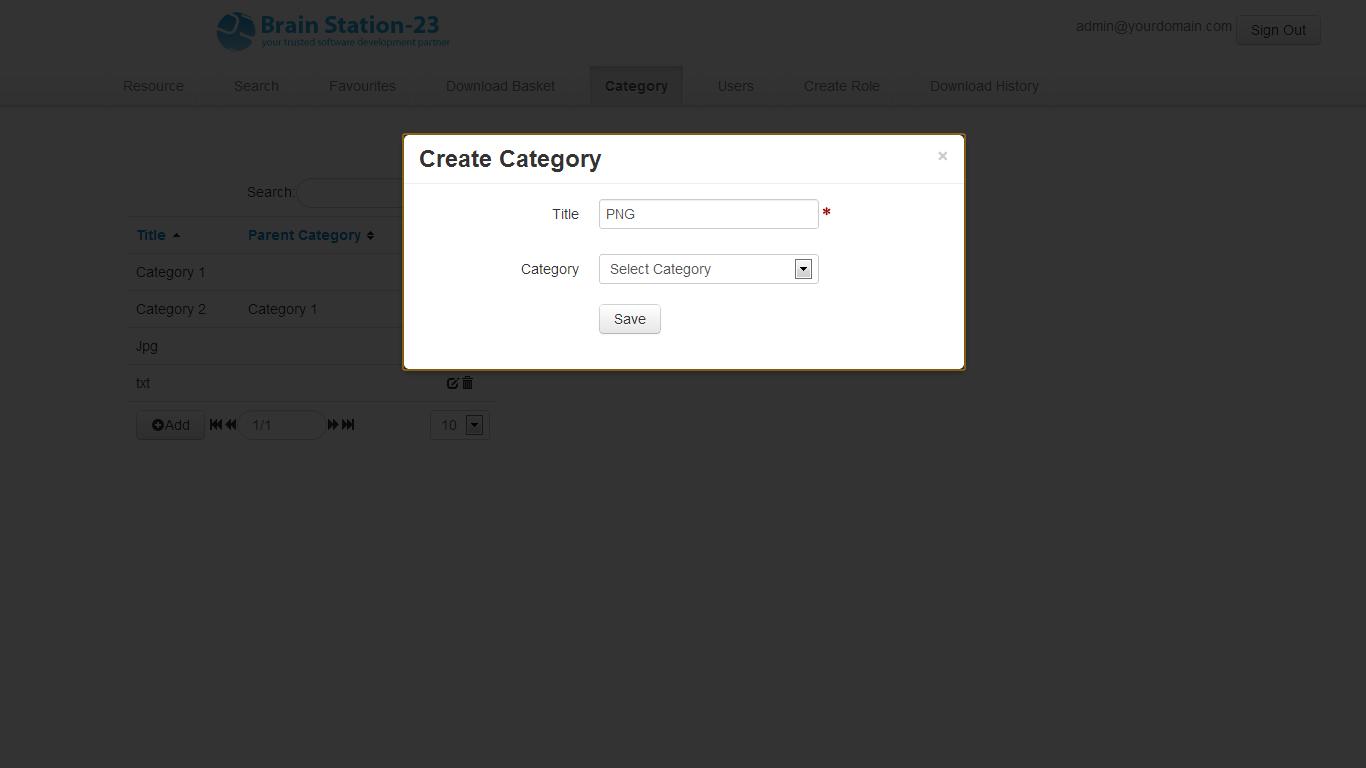 Brain Station-23
your trusted software development partner
admin@yourdomain.com Sign Out
Resource Search Favourites Download Basket Category Users Create Role Download History
Create Category ×
Title PNG *
Category Select Category
Save
Search:
Title Parent Category
Category 1
Category 2 Category 1
Jpg
txt
Add 1/1 10